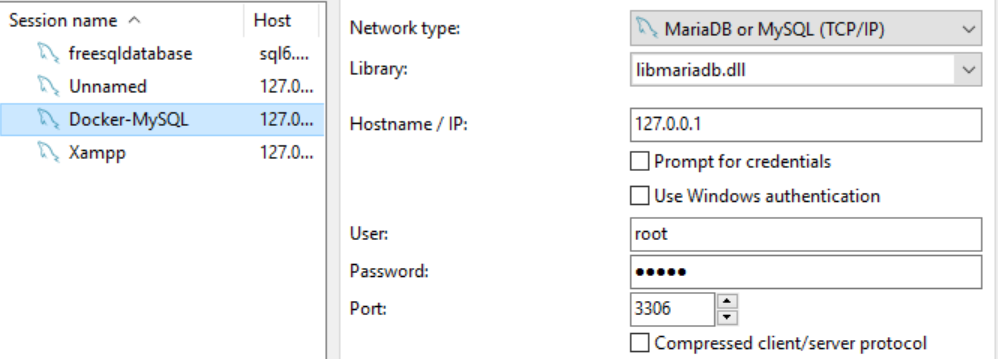 Session name Host
freesqldatabase sql6....
Unnamed 127.0...
Docker-MySQL 127.0...
Xampp 127.0...
Network type: MariaDB or MySQL (TCP/IP)
Library: libmariadb.dll
Hostname / IP: 127.0.0.1
Prompt for credentials
Use Windows authentication
User: root
Password: ●●●●●
Port: 3306
Compressed client/server protocol